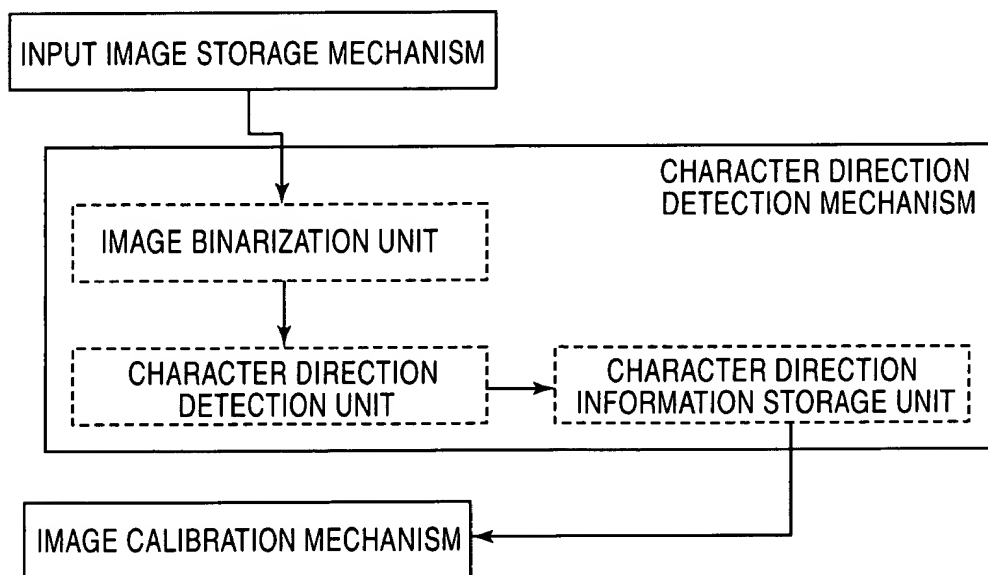 INPUT IMAGE STORAGE MECHANISM
CHARACTER DIRECTION
DETECTION MECHANISM
IMAGE BINARIZATION UNIT
CHARACTER DIRECTION
DETECTION UNIT
CHARACTER DIRECTION
INFORMATION STORAGE UNIT
IMAGE CALIBRATION MECHANISM